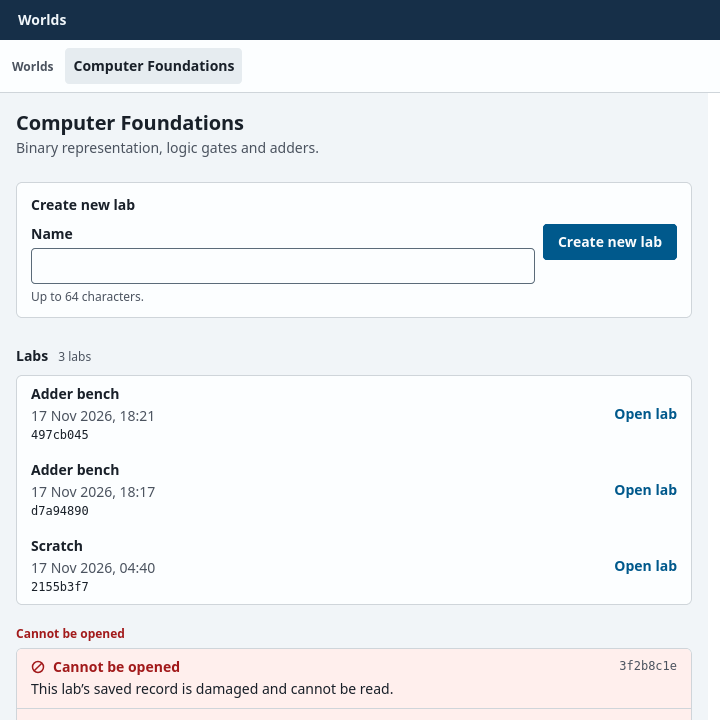 Worlds
Worlds
Computer Foundations
Computer Foundations
Binary representation, logic gates and adders.
Create new lab
Name
Create new lab
Up to 64 characters.
Labs 3 labs
Adder bench
17 Nov 2026, 18:21
497cb045
Open lab
Adder bench
17 Nov 2026, 18:17
d7a94890
Open lab
Scratch
17 Nov 2026, 04:40
2155b3f7
Open lab
Cannot be opened
Cannot be opened
3f2b8c1e
This lab’s saved record is damaged and cannot be read.